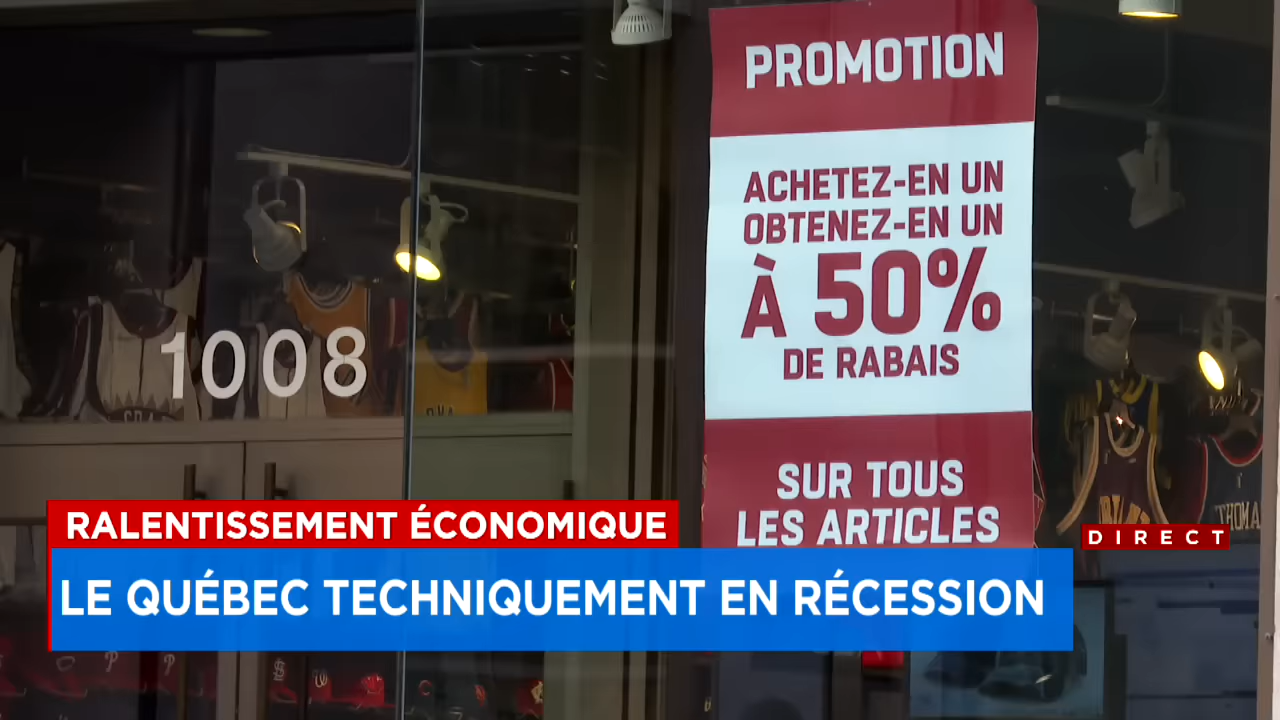 PROMOTION
ACHETEZ-EN UN
OBTENEZ-EN UN
À 50%
DE RABAIS
SUR TOUS
LES ARTICLES
1008
THOMA
RALENTISSEMENT ÉCONOMIQUE
DIRECT
LE QUÉBEC TECHNIQUEMENT EN RÉCESSION